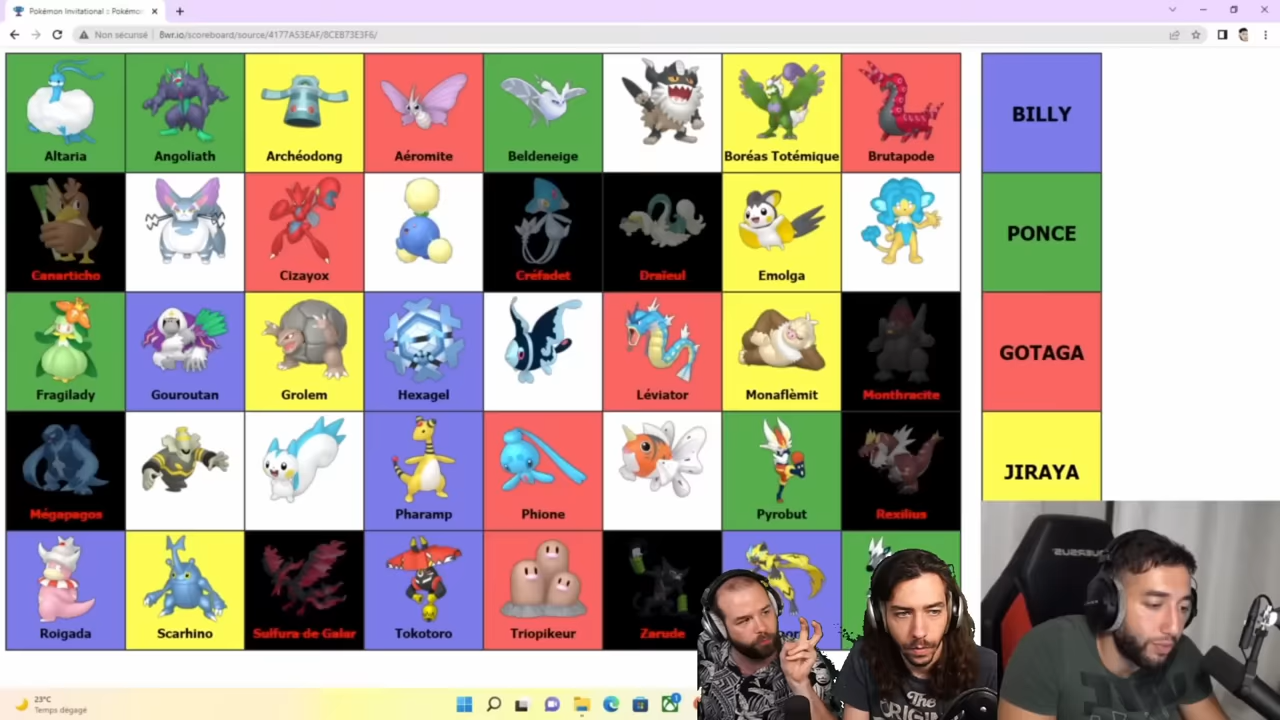 Pokémon Invitational :: Pokémon
Non sécurisé
8wr.io/scoreboard/source/4177A53EAF/8CEB73E3F6/
Altaria
Angoliath
Archéodong
Aéromite
Beldeneige
Boréas Totémique
Brutapode
BILLY
Canarticho
Cizayox
Créfadet
Draïeul
Emolga
PONCE
Fragilady
Gouroutan
Grolem
Hexagel
Léviator
Monaflèmit
Monthracite
GOTAGA
Mégapagos
Pharamp
Phione
Pyrobut
Rexilius
JIRAYA
Roigada
Scarhino
Sulfura de Galar
Tokotoro
Triopikeur
Zarude
The
23°C
Temps dégagé